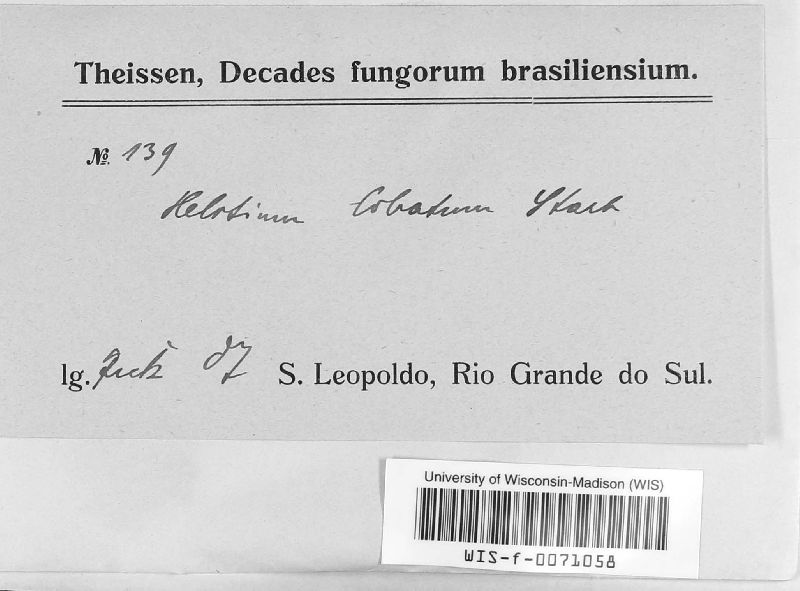 Theissen, Decades fungorum brasiliensium.
№. 139
Helotium lobatum Starb
lg. Rick S. Leopoldo, Rio Grande do Sul.
University of Wisconsin-Madison (WIS)
WIS-f-0071058